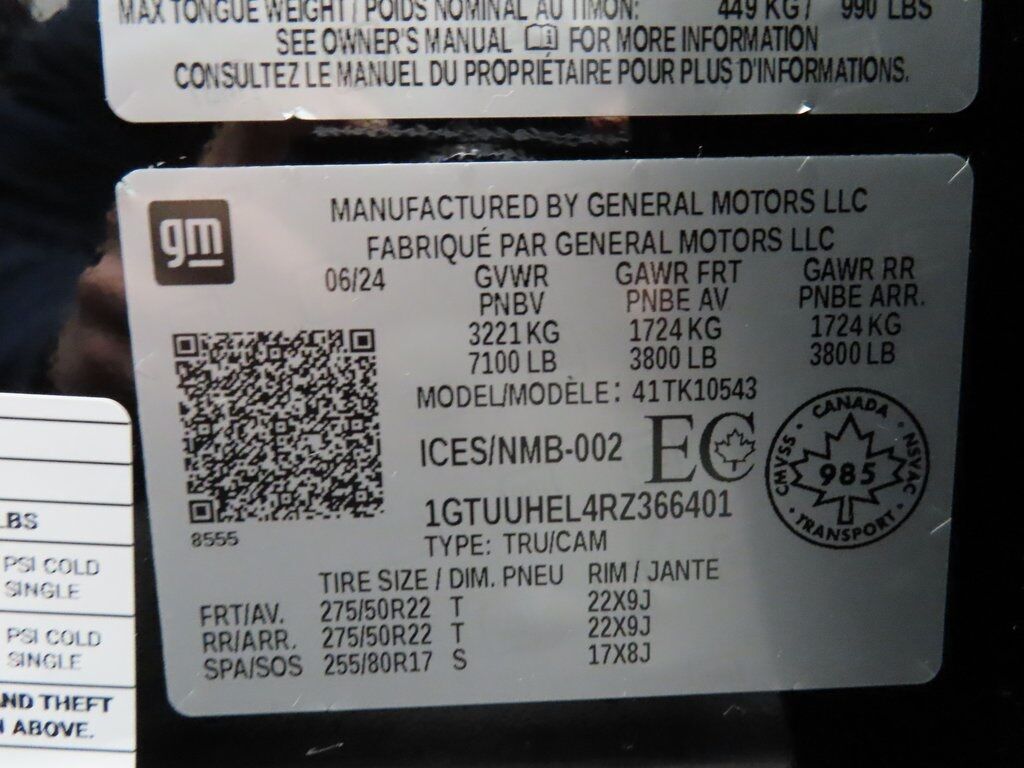 MAX TONGUE WEIGHT / POIDS NOMINAL AU TIMON: 449 KG / 990 LBS
SEE OWNER'S MANUAL FOR MORE INFORMATION
CONSULTEZ LE MANUEL DU PROPRIÉTAIRE POUR PLUS D'INFORMATIONS.
gm
MANUFACTURED BY GENERAL MOTORS LLC
FABRIQUÉ PAR GENERAL MOTORS LLC
06/24 GVWR GAWR FRT GAWR RR
PNBV PNBE AV PNBE ARR.
3221 KG 1724 KG 1724 KG
7100 LB 3800 LB 3800 LB
MODEL/MODÈLE: 41TK10543
ICES/NMB-002 EC
CANADA
CMVSS 985 NSVAC
TRANSPORT
1GTUUHEL4RZ366401
8555
TYPE: TRU/CAM
TIRE SIZE / DIM. PNEU RIM / JANTE
FRT/AV. 275/50R22 T 22X9J
RR/ARR. 275/50R22 T 22X9J
SPA/SOS 255/80R17 S 17X8J
LBS
PSI COLD
SINGLE
PSI COLD
SINGLE
AND THEFT
ABOVE.